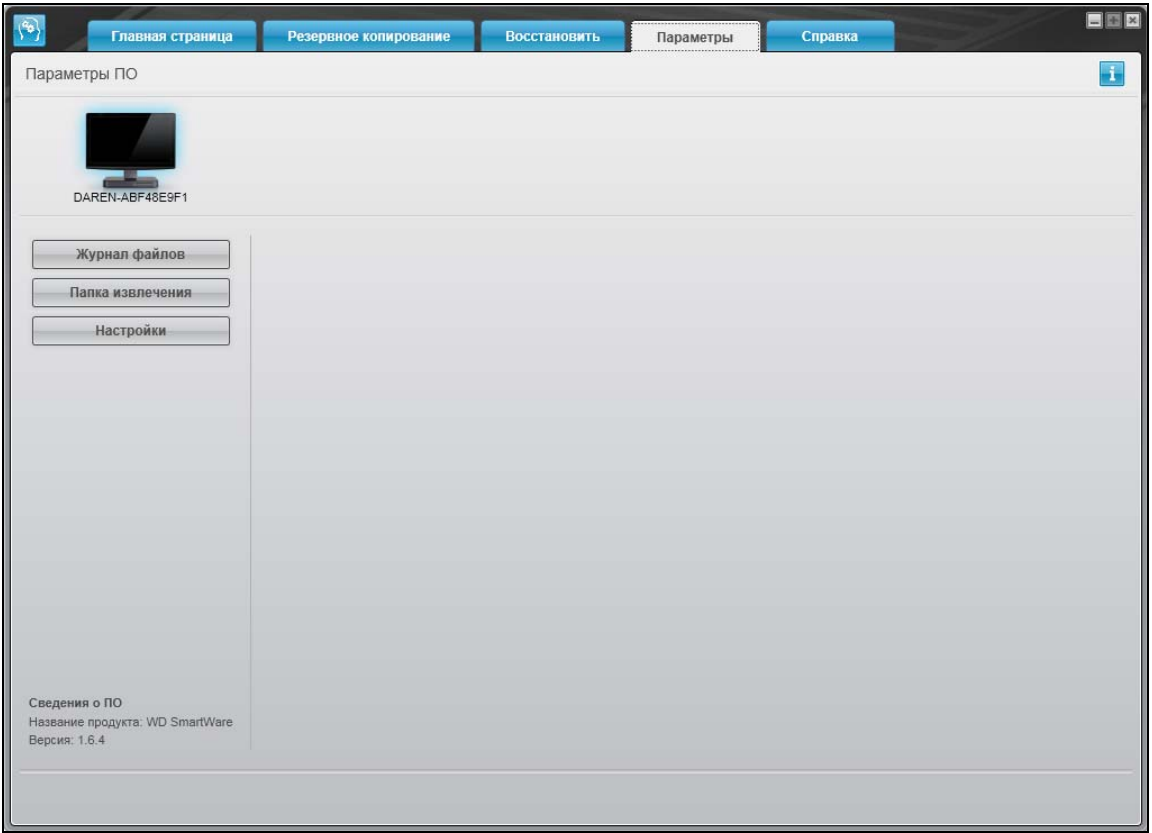 Главная страница
Резервное копирование
Восстановить
Параметры
Справка
Параметры ПО
i
DAREN-ABF48E9F1
Журнал файлов
Папка извлечения
Настройки
Сведения о ПО
Название продукта: WD SmartWare
Версия: 1.6.4